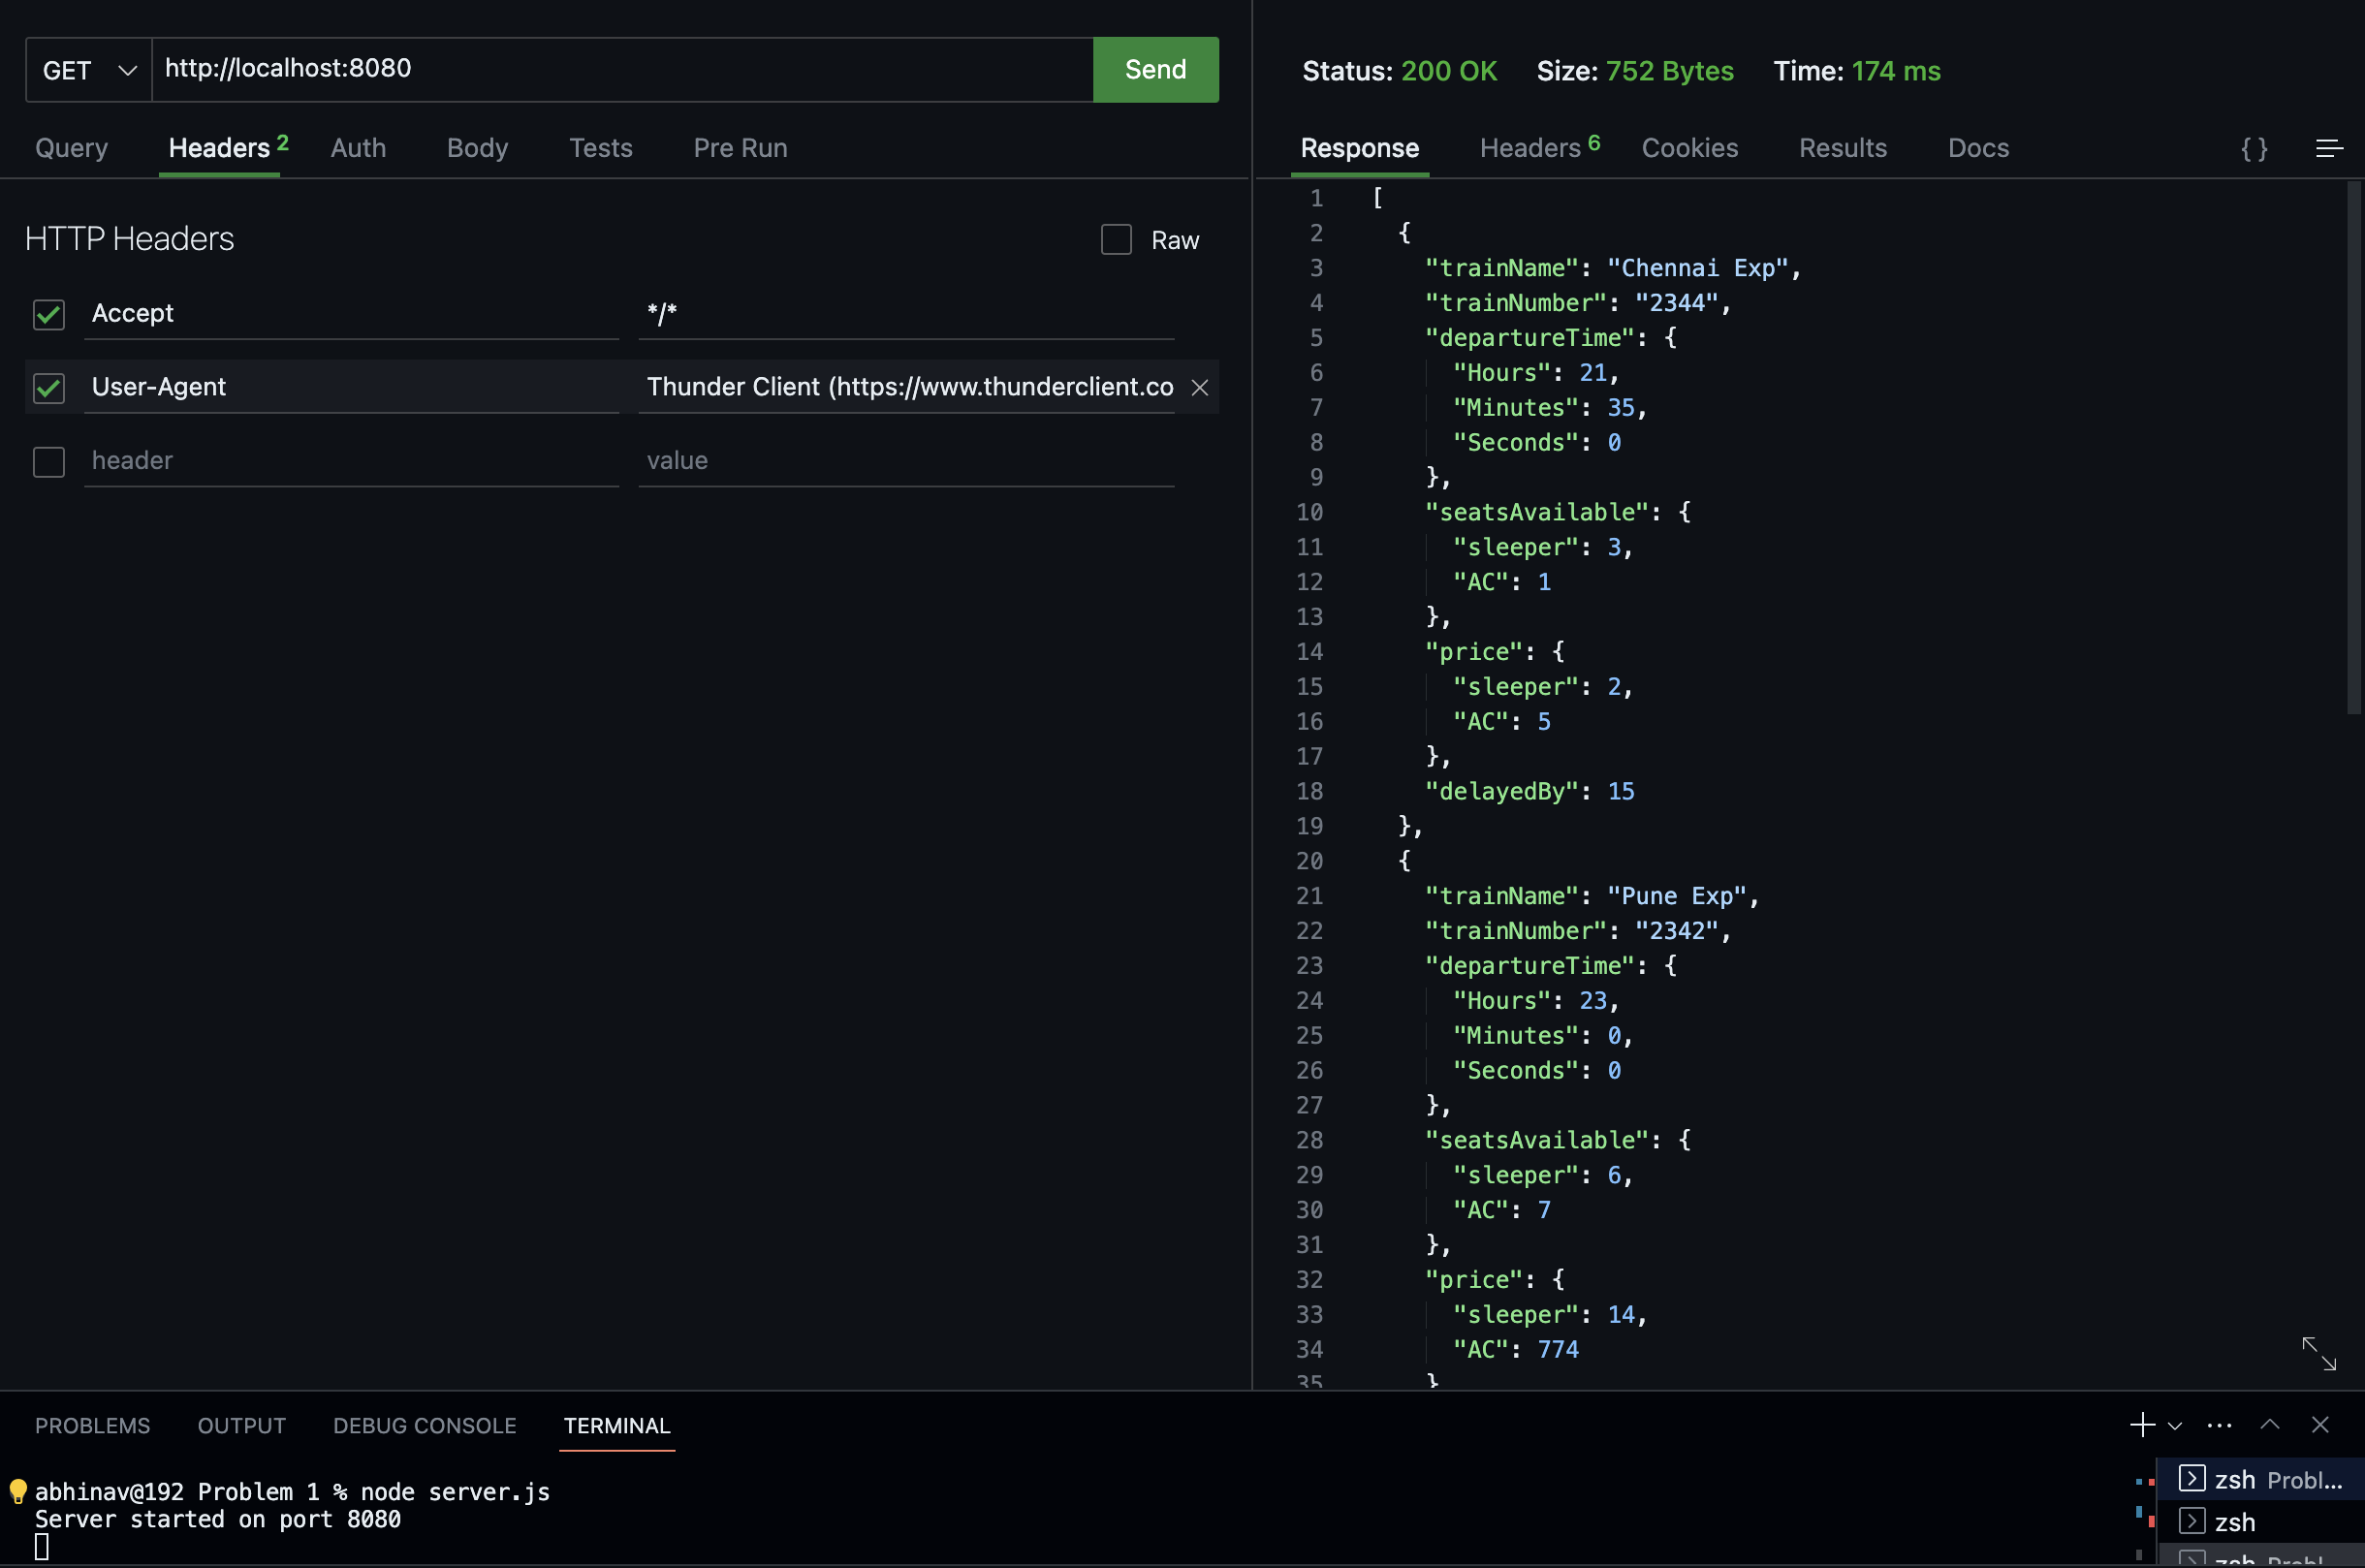 GET http://localhost:8080 Send
Query Headers 2 Auth Body Tests Pre Run
HTTP Headers Raw
Accept */*
User-Agent Thunder Client (https://www.thunderclient.co
header value
Status: 200 OK Size: 752 Bytes Time: 174 ms
Response Headers 6 Cookies Results Docs { }
1 [
2 {
3 "trainName": "Chennai Exp",
4 "trainNumber": "2344",
5 "departureTime": {
6 "Hours": 21,
7 "Minutes": 35,
8 "Seconds": 0
9 },
10 "seatsAvailable": {
11 "sleeper": 3,
12 "AC": 1
13 },
14 "price": {
15 "sleeper": 2,
16 "AC": 5
17 },
18 "delayedBy": 15
19 },
20 {
21 "trainName": "Pune Exp",
22 "trainNumber": "2342",
23 "departureTime": {
24 "Hours": 23,
25 "Minutes": 0,
26 "Seconds": 0
27 },
28 "seatsAvailable": {
29 "sleeper": 6,
30 "AC": 7
31 },
32 "price": {
33 "sleeper": 14,
34 "AC": 774
35 }
PROBLEMS OUTPUT DEBUG CONSOLE TERMINAL
abhinav@192 Problem 1 % node server.js
Server started on port 8080
zsh Probl...
zsh
zsh Probl